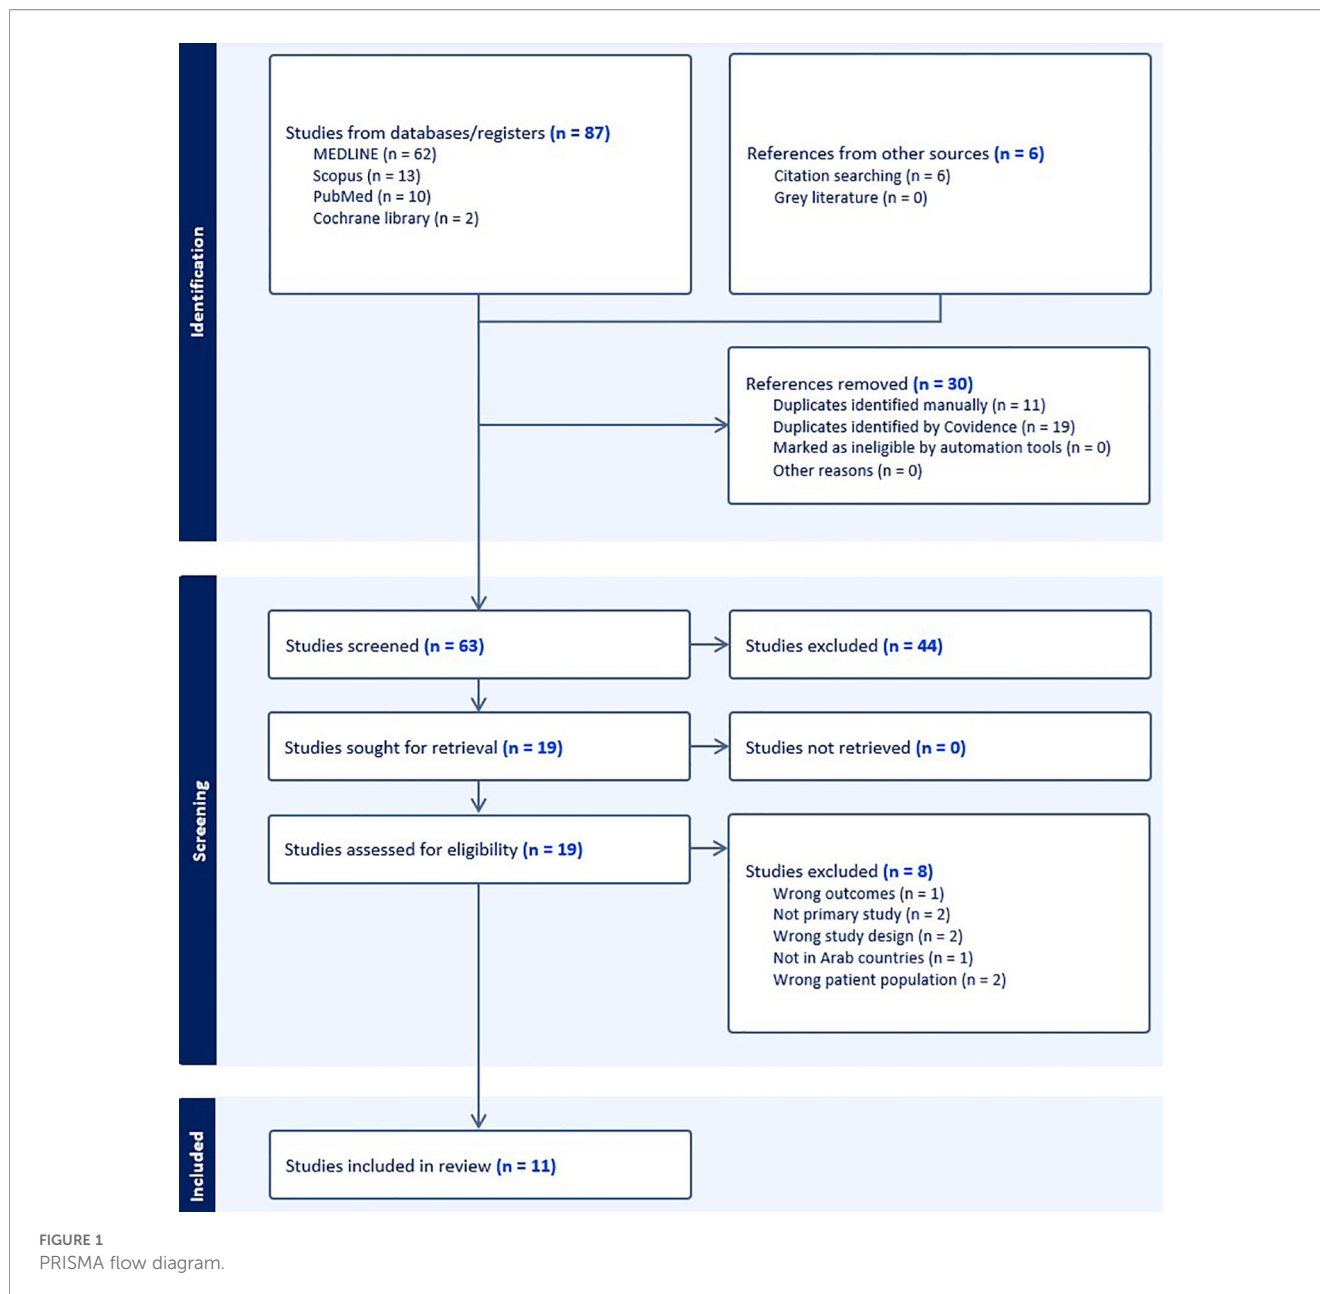 Identification
Studies from databases/registers (n = 87)
MEDLINE (n = 62)
Scopus (n = 13)
PubMed (n = 10)
Cochrane library (n = 2)
References from other sources (n = 6)
Citation searching (n = 6)
Grey literature (n = 0)
References removed (n = 30)
Duplicates identified manually (n = 11)
Duplicates identified by Covidence (n = 19)
Marked as ineligible by automation tools (n = 0)
Other reasons (n = 0)
Screening
Studies screened (n = 63)
Studies excluded (n = 44)
Studies sought for retrieval (n = 19)
Studies not retrieved (n = 0)
Studies assessed for eligibility (n = 19)
Studies excluded (n = 8)
Wrong outcomes (n = 1)
Not primary study (n = 2)
Wrong study design (n = 2)
Not in Arab countries (n = 1)
Wrong patient population (n = 2)
Included
Studies included in review (n = 11)
FIGURE 1
PRISMA flow diagram.